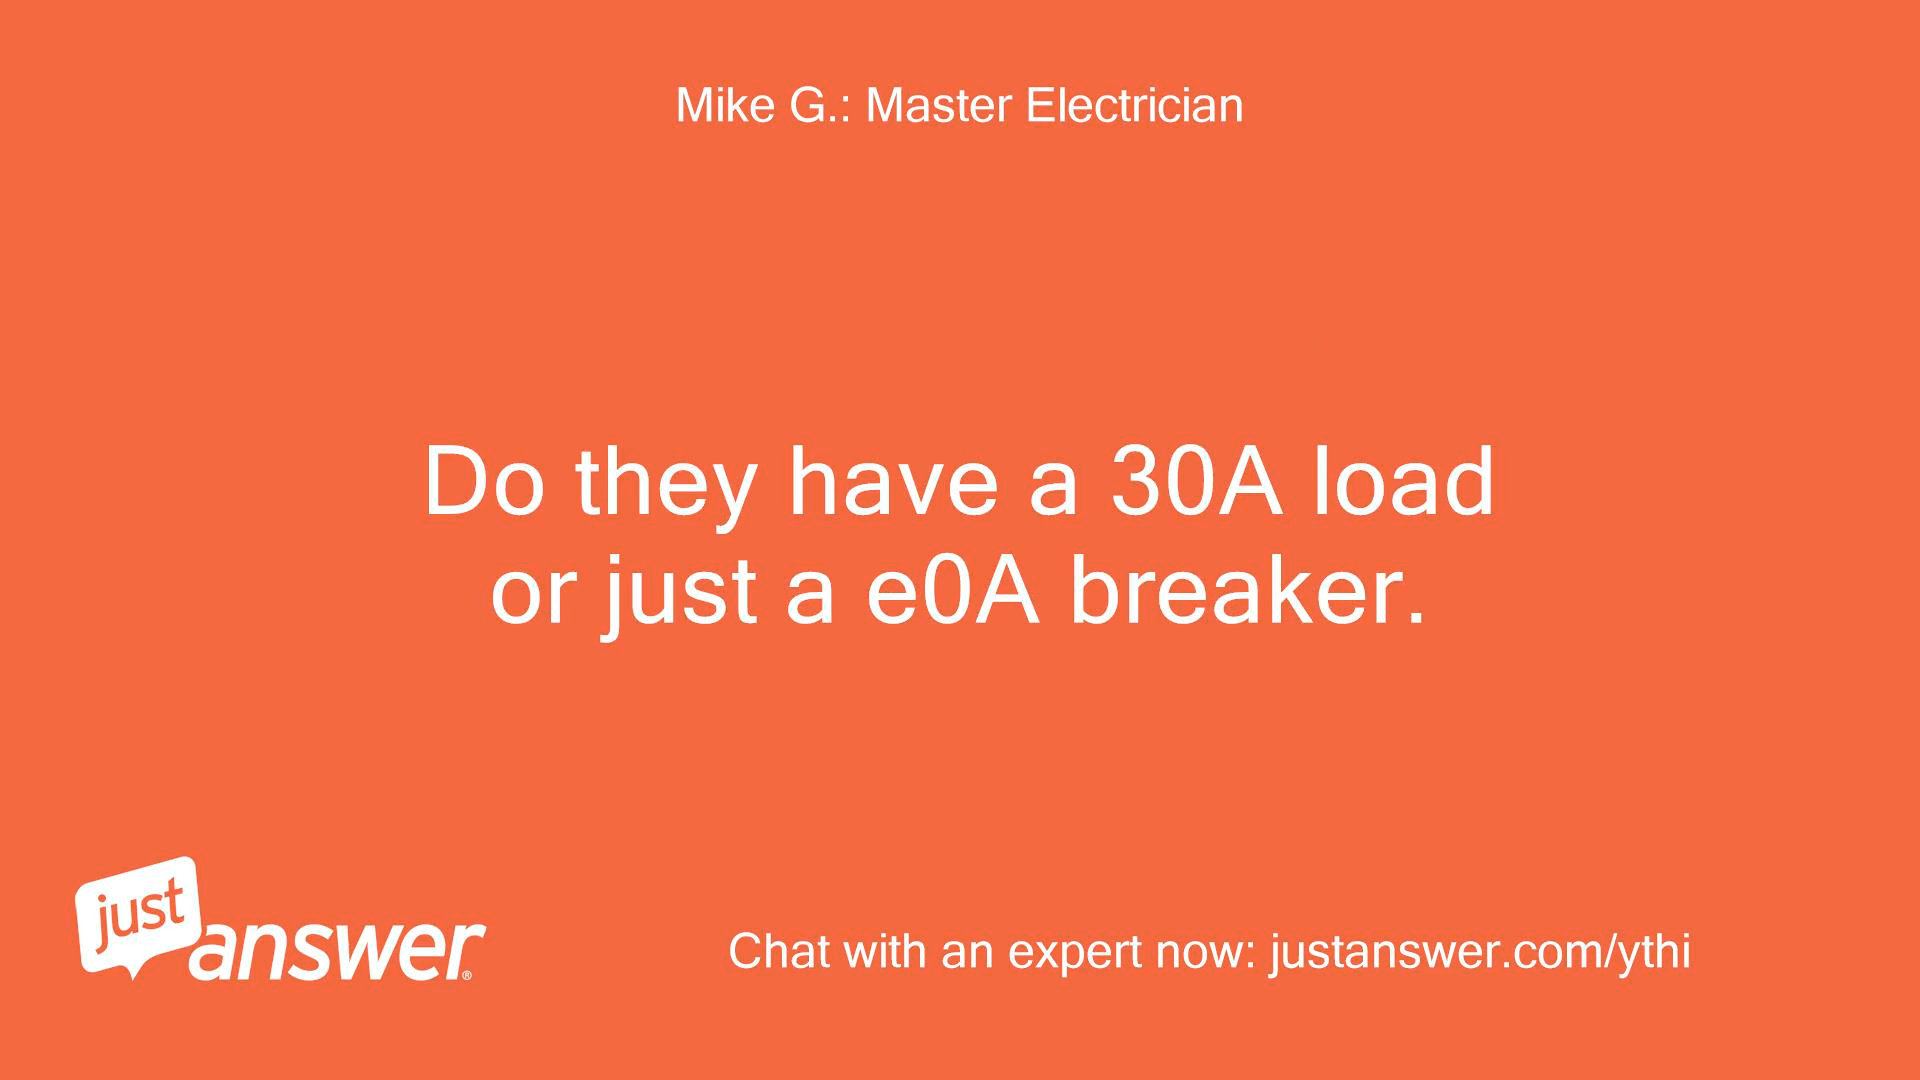 Mike G.: Master Electrician
Do they have a 30A load
or just a e0A breaker.
just
answer®
Chat with an expert now: justanswer.com/ythi